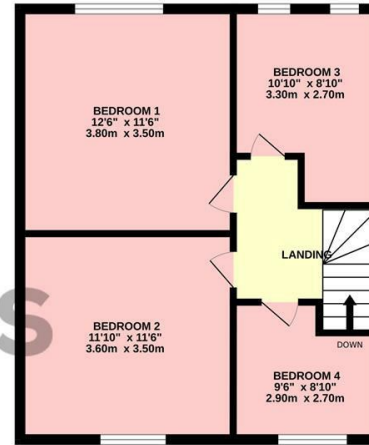 BEDROOM 1
12'6" x 11'6"
3.80m x 3.50m
BEDROOM 3
10'10" x 8'10"
3.30m x 2.70m
LANDING
BEDROOM 2
11'10" x 11'6"
3.60m x 3.50m
DOWN
BEDROOM 4
9'6" x 8'10"
2.90m x 2.70m
S